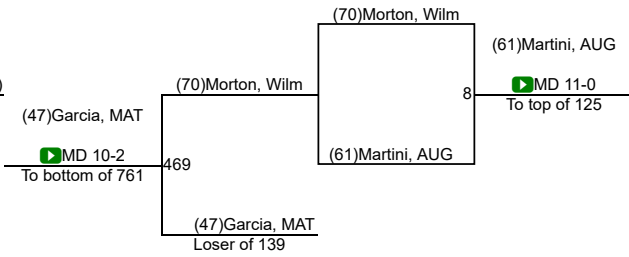 (70)Morton, Wilm
(61)Martini, AUG
)
(70)Morton, Wilm
8
MD 11-0
To top of 125
(47)Garcia, MAT
MD 10-2
(61)Martini, AUG
469
To bottom of 761
(47)Garcia, MAT
Loser of 139